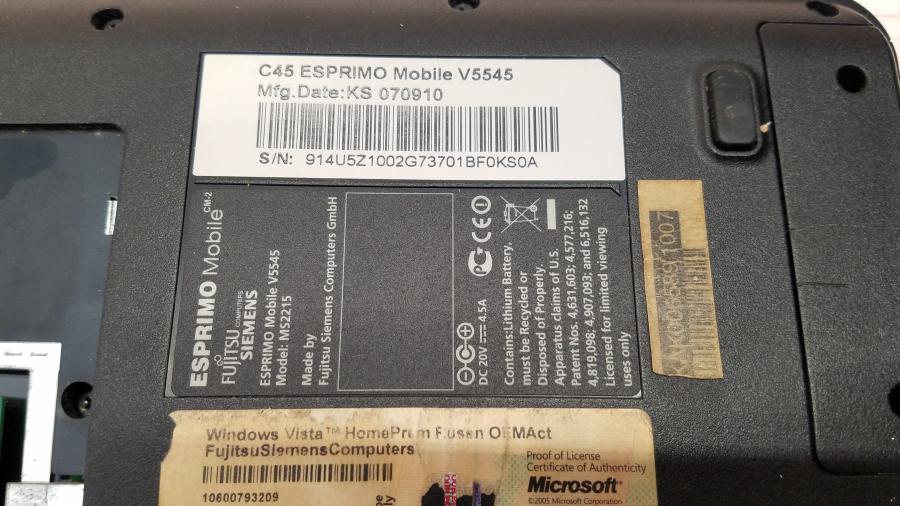 C45 ESPRIMO Mobile V5545
Mfg.Date:KS 070910
S/N: 914U5Z1002G73701BF0KS0A
ESPRIMO Mobile CM-2
FUJITSU COMPUTERS
SIEMENS
ESPRIMO Mobile V5545
Model: MS2215
Made by
Fujitsu Siemens Computers GmbH
DC 20V 4.5A
Contains:Lithium Battery.
must be Recycled or
Disposed of Properly.
Apparatus claims of U.S.
Patent Nos. 4,631,603; 4,577,216;
4,819,098; 4,907,093; and 6,516,132
Licensed for limited viewing
uses only
Windows Vista™ HomePrem Russn OEMAct
FujitsuSiemensComputers
10600793209
Proof of License
Certificate of Authenticity
Microsoft®
©2005 Microsoft Corporation